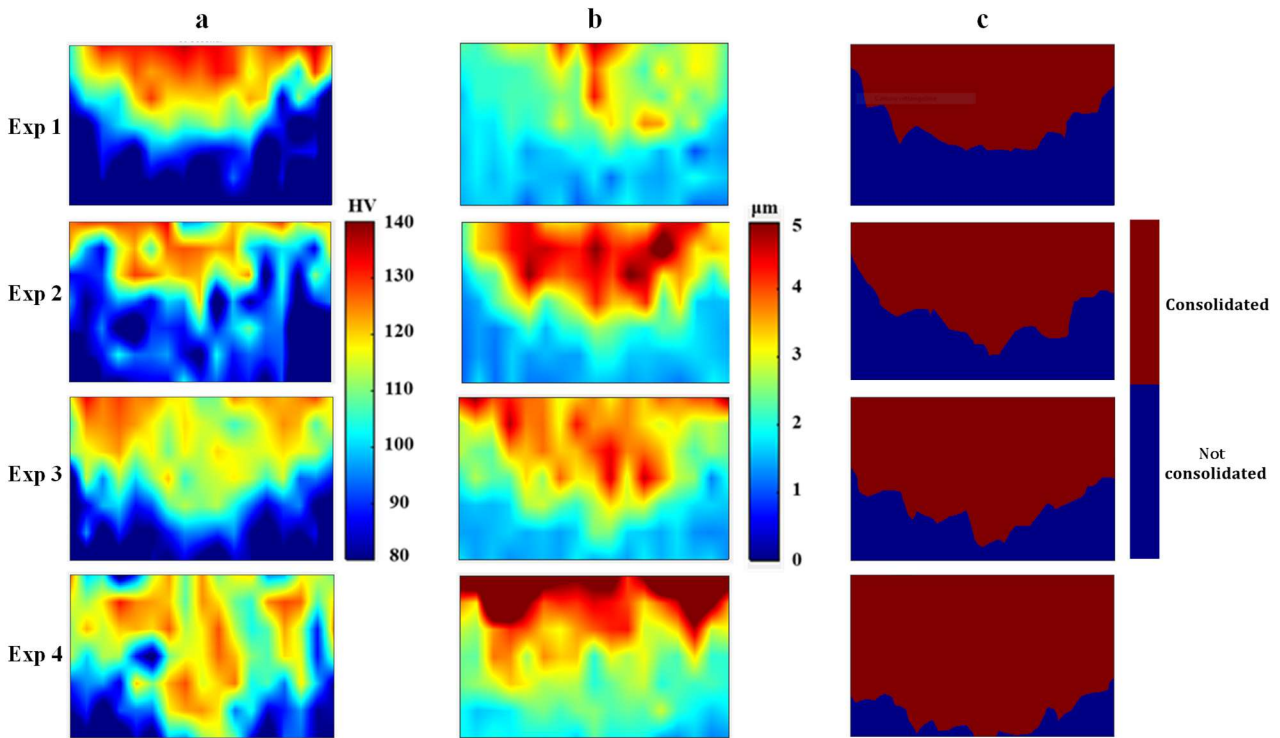 a
b
c
Exp 1
HV
140
130
120
110
100
90
80
µm
5
4
3
2
1
0
Exp 2
Consolidated
Not
consolidated
Exp 3
Exp 4